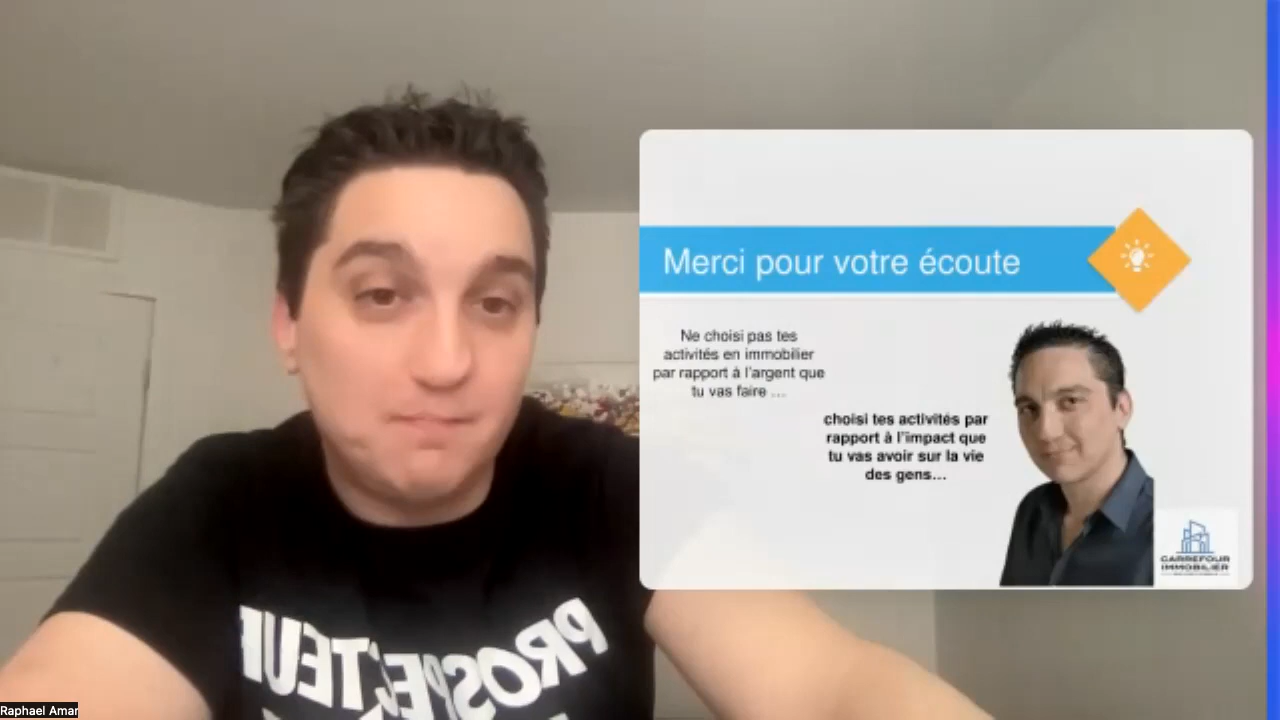 Merci pour votre écoute
Ne choisi pas tes
activités en immobilier
par rapport à l'argent que
tu vas faire ...
choisi tes activités par
rapport à l'impact que
tu vas avoir sur la vie
des gens...
CARREFOUR
IMMOBILIER
PROSPECTEUR
Raphael Amar